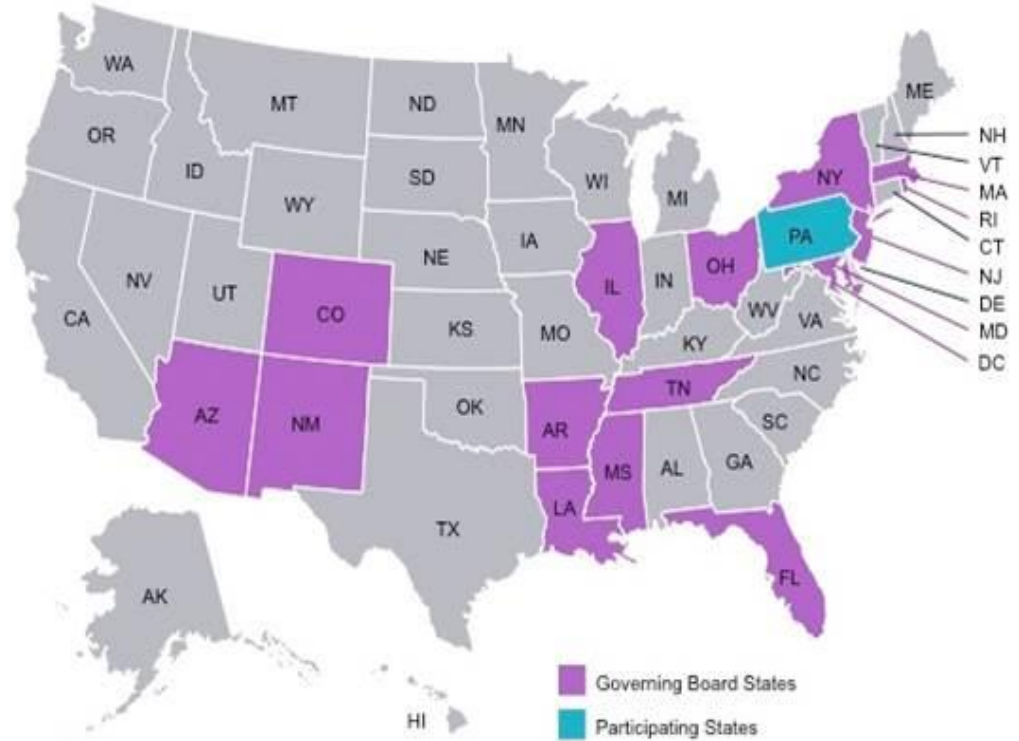 WA
MT
ND
MN
ME
OR
ID
SD
WI
MI
NY
NH
VT
MA
RI
CT
NJ
DE
MD
DC
WY
IA
PA
NE
NV
UT
CO
IL
IN
OH
WV
VA
CA
KS
MO
KY
NC
TN
AZ
NM
OK
AR
SC
MS
AL
GA
LA
TX
FL
AK
HI
Governing Board States
Participating States